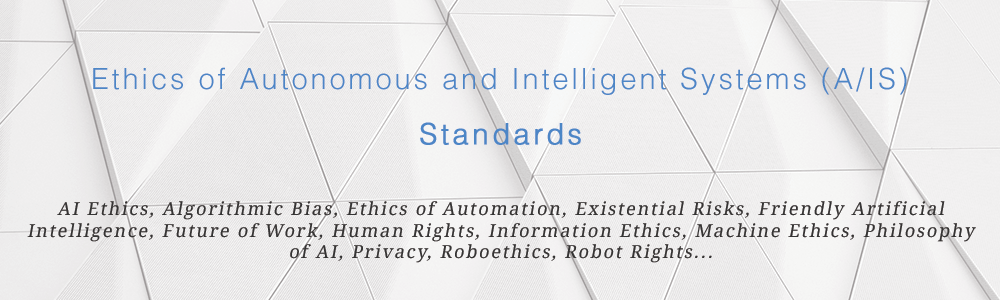 Ethics of Autonomous and Intelligent Systems (A/IS)
Standards
AI Ethics, Algorithmic Bias, Ethics of Automation, Existential Risks, Friendly Artificial
Intelligence, Future of Work, Human Rights, Information Ethics, Machine Ethics, Philosophy
of AI, Privacy, Roboethics, Robot Rights...